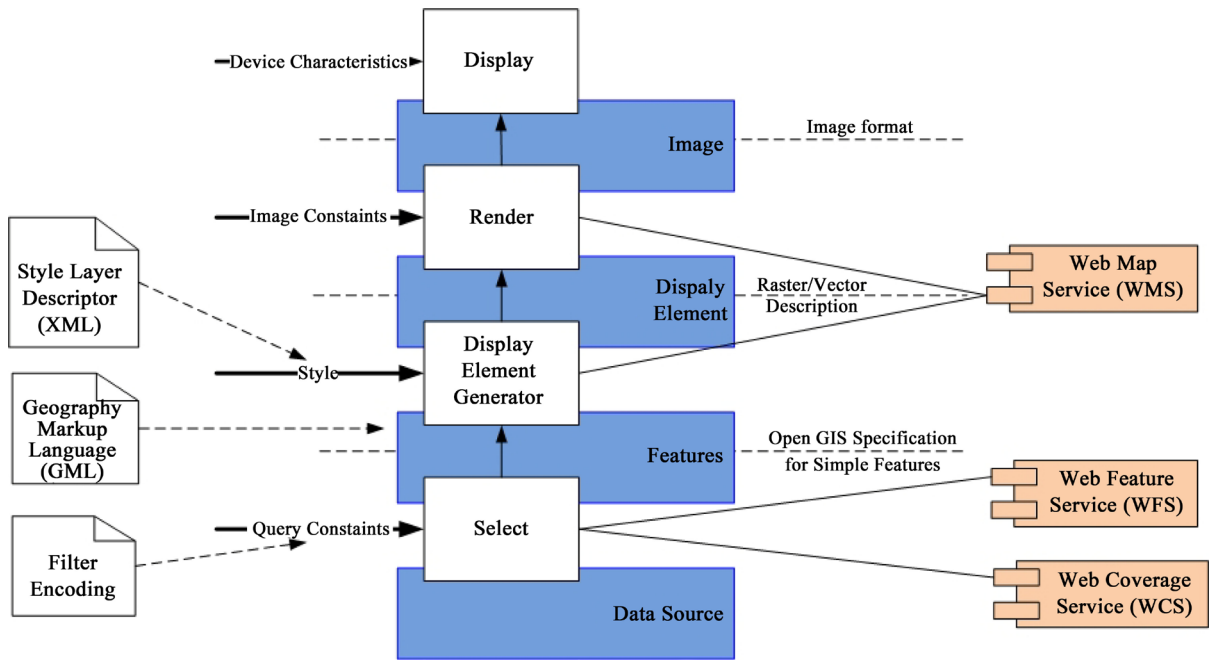 Device Characteristics
Display
Image
Image format
Image Constaints
Render
Style Layer
Descriptor
(XML)
Dispaly
Element
Raster/Vector
Description
Web Map
Service (WMS)
Style
Display
Element
Generator
Geography
Markup
Language
(GML)
Features
Open GIS Specification
for Simple Features
Web Feature
Service (WFS)
Query Constaints
Select
Filter
Encoding
Data Source
Web Coverage
Service (WCS)